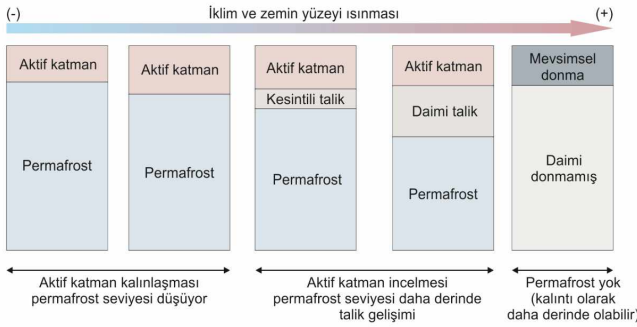 (-)
İklim ve zemin yüzeyi ısınması
(+)
Aktif katman
Permafrost
Aktif katman
Permafrost
Aktif katman
Kesintili talik
Permafrost
Aktif katman
Daimi talik
Permafrost
Mevsimsel
donma
Daimi
donmamış
Aktif katman kalınlaşması
permafrost seviyesi düşüyor
Aktif katman incelmesi
permafrost seviyesi daha derinde
talik gelişimi
Permafrost yok
(kalıntı olarak
daha derinde olabilir)